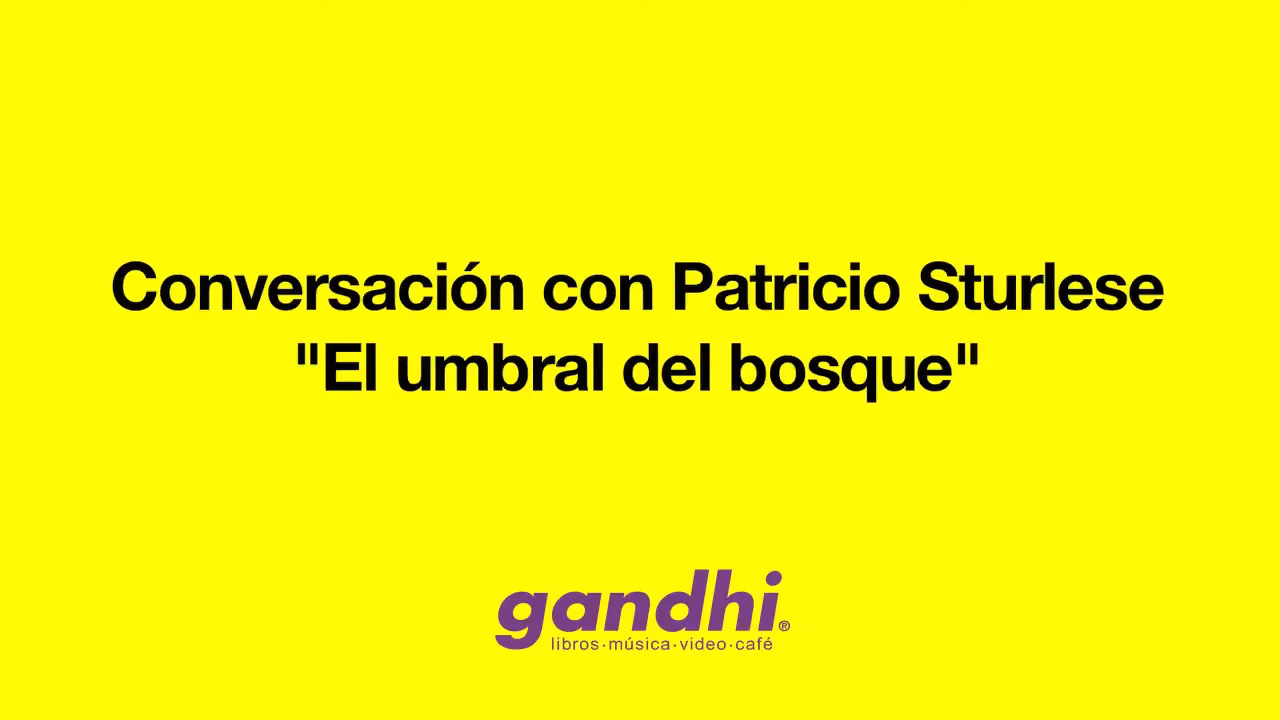 Conversación con Patricio Sturlese
"El umbral del bosque"
gandhi®
libros·música·video·café